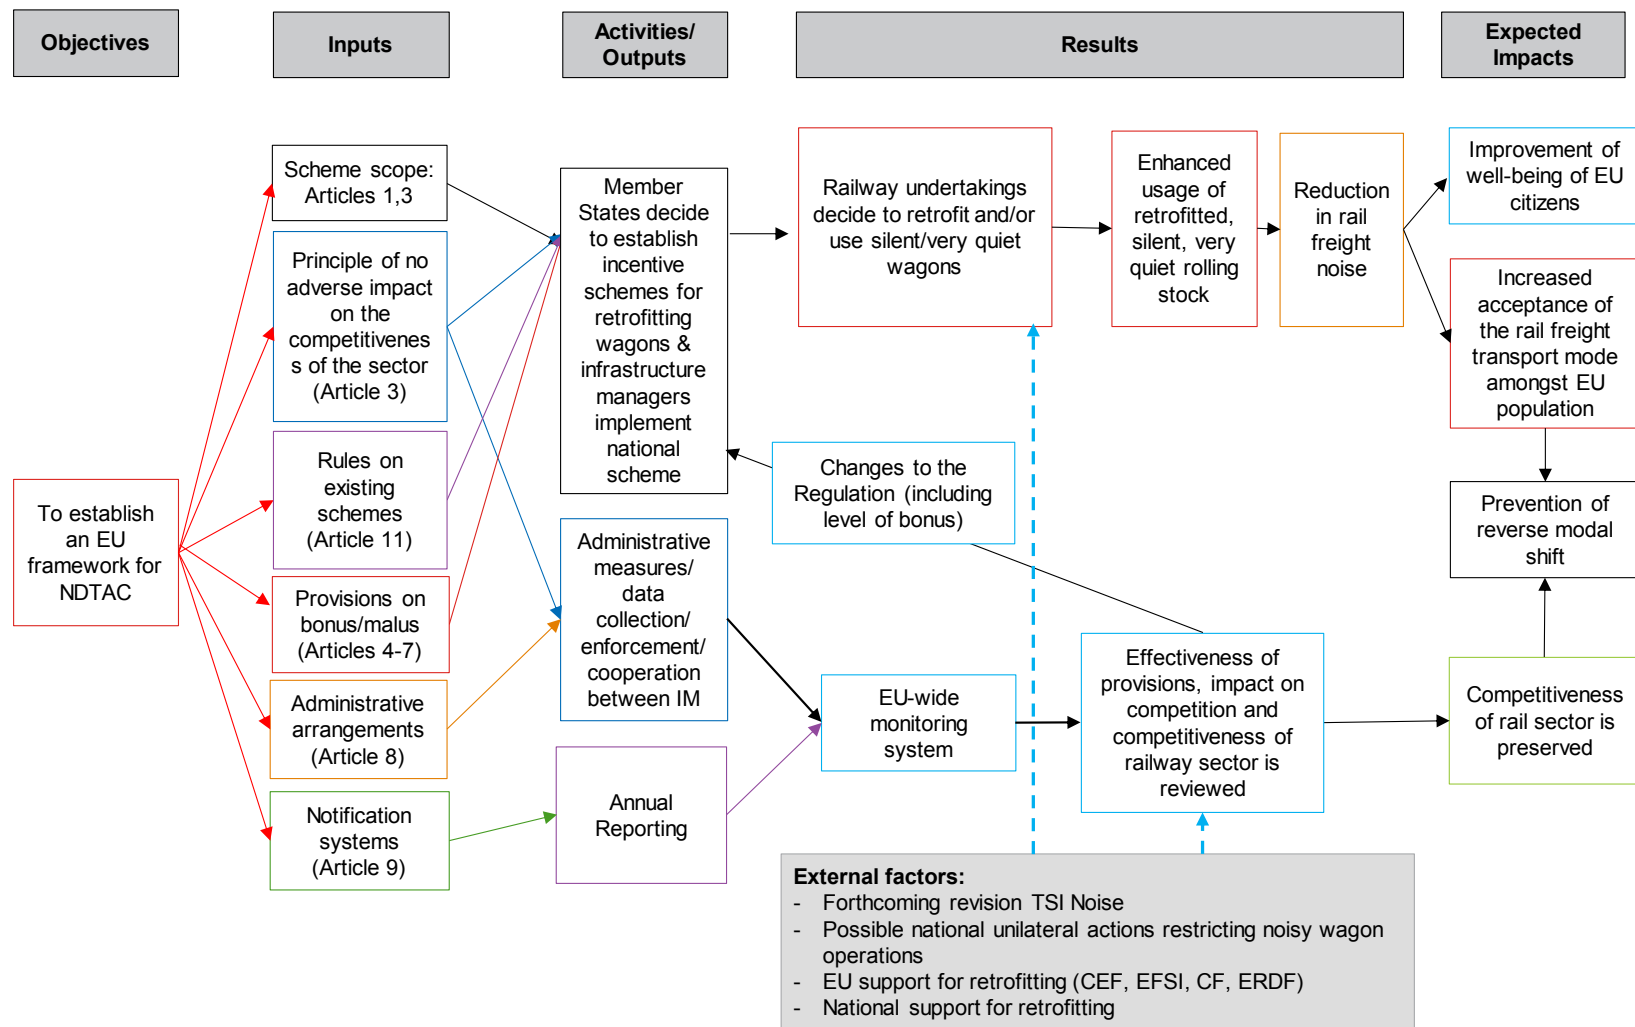 Objectives
Inputs
Activities/
Outputs
Results
Expected
Impacts
To establish
an EU
framework for
NDTAC
Scheme scope:
Articles 1,3
Principle of no
adverse impact
on the
competitivenes
s of the sector
(Article 3)
Rules on
existing
schemes
(Article 11)
Provisions on
bonus/malus
(Articles 4-7)
Administrative
arrangements
(Article 8)
Notification
systems
(Article 9)
Member
States decide
to establish
incentive
schemes for
retrofitting
wagons &
infrastructure
managers
implement
national
scheme
Administrative
measures/
data
collection/
enforcement/
cooperation
between IM
Annual
Reporting
Railway undertakings
decide to retrofit and/or
use silent/very quiet
wagons
Enhanced
usage of
retrofitted,
silent, very
quiet rolling
stock
Reduction
in rail
freight
noise
Changes to the
Regulation (including
level of bonus)
EU-wide
monitoring
system
Effectiveness of
provisions, impact on
competition and
competitiveness of
railway sector is
reviewed
Improvement of
well-being of EU
citizens
Increased
acceptance of
the rail freight
transport mode
amongst EU
population
Prevention of
reverse modal
shift
Competitiveness
of rail sector is
preserved
External factors:
- Forthcoming revision TSI Noise
- Possible national unilateral actions restricting noisy wagon
operations
- EU support for retrofitting (CEF, EFSI, CF, ERDF)
- National support for retrofitting